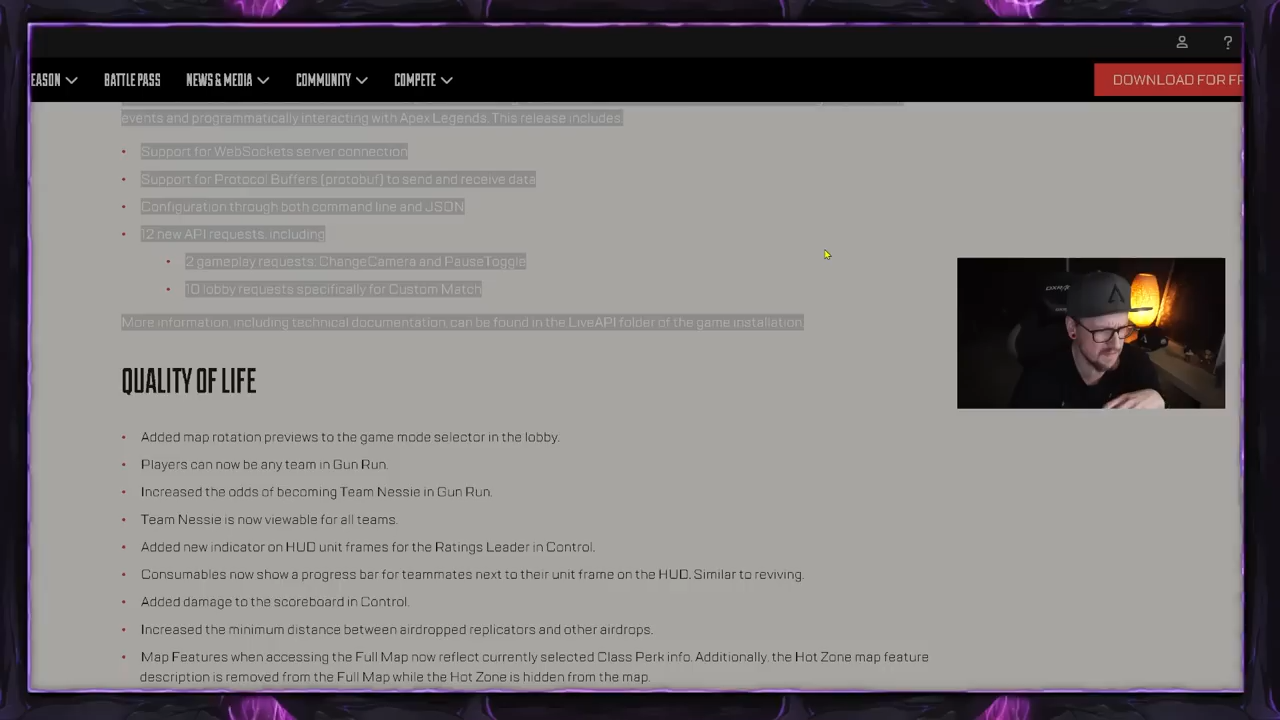 EASON BATTLE PASS NEWS & MEDIA COMMUNITY COMPETE DOWNLOAD FOR FR
events and programmatically interacting with Apex Legends. This release includes:
Support for WebSockets server connection
Support for Protocol Buffers (protobuf) to send and receive data
Configuration through both command line and JSON
12 new API requests, including
2 gameplay requests: ChangeCamera and PauseToggle
10 lobby requests specifically for Custom Match
More information, including technical documentation, can be found in the LiveAPI folder of the game installation.
QUALITY OF LIFE
Added map rotation previews to the game mode selector in the lobby.
Players can now be any team in Gun Run.
Increased the odds of becoming Team Nessie in Gun Run.
Team Nessie is now viewable for all teams.
Added new indicator on HUD unit frames for the Ratings Leader in Control.
Consumables now show a progress bar for teammates next to their unit frame on the HUD. Similar to reviving.
Added damage to the scoreboard in Control.
Increased the minimum distance between airdropped replicators and other airdrops.
Map Features when accessing the Full Map now reflect currently selected Class Perk info. Additionally, the Hot Zone map feature
description is removed from the Full Map while the Hot Zone is hidden from the map.